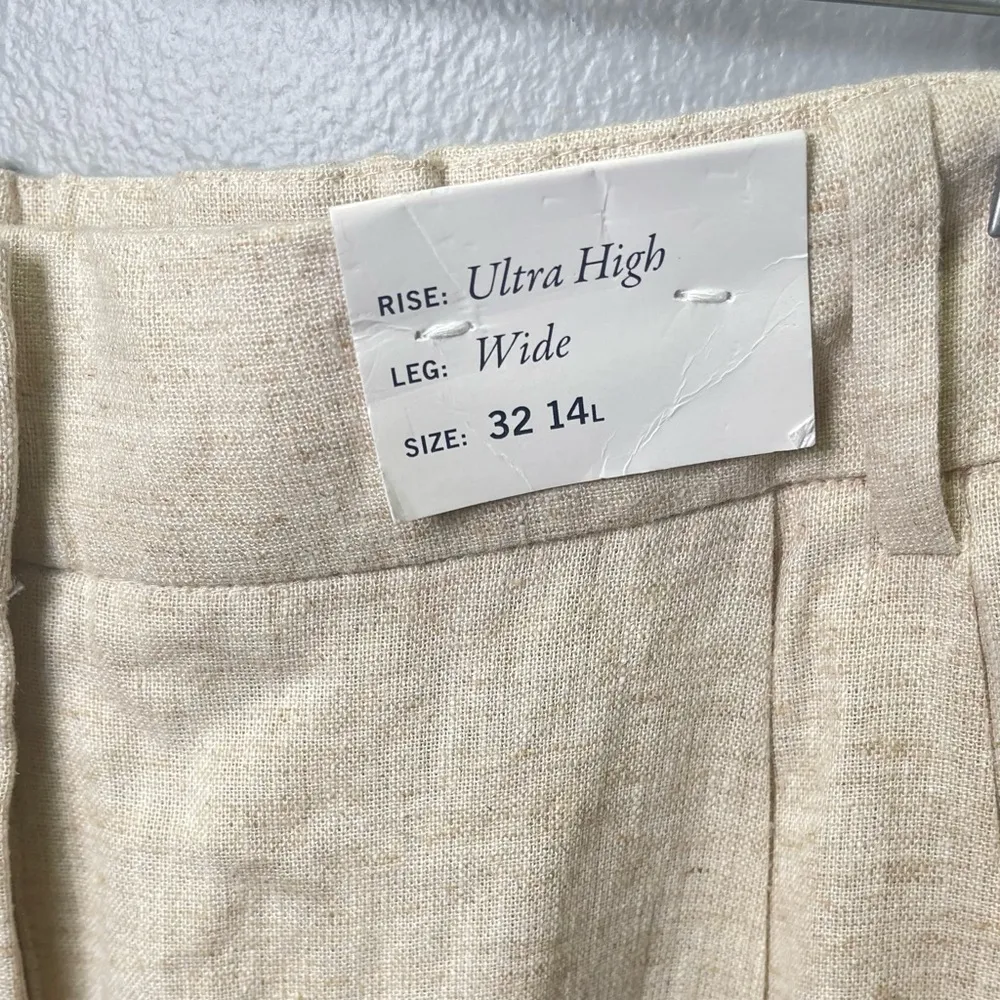 RISE: Ultra High
LEG: Wide
SIZE: 32 14L